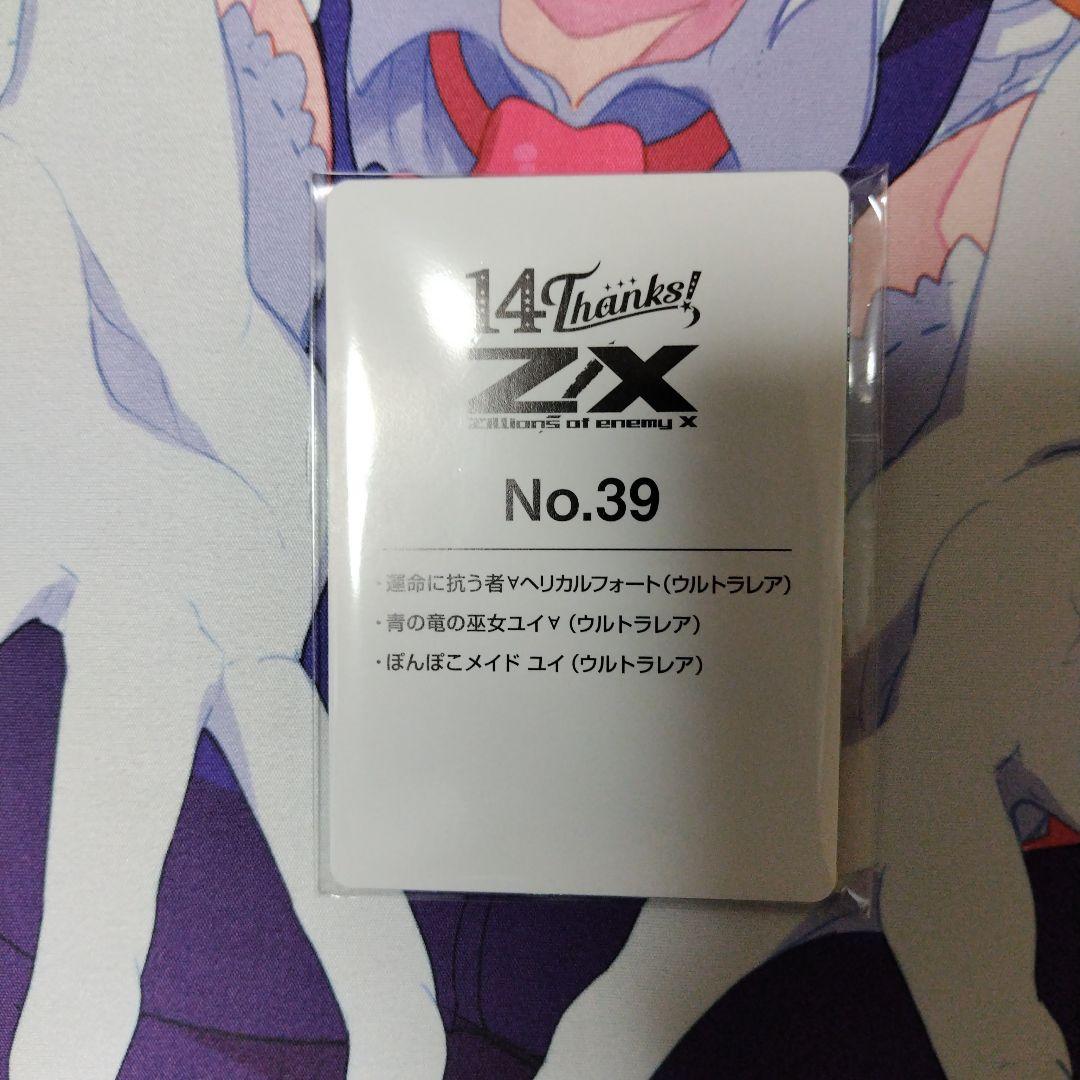 14Thanks!
Z/X
Zillions of enemy X
No.39
・運命に抗う者∀ヘリカルフォート(ウルトラレア)
・青の竜の巫女ユイ∀ (ウルトラレア)
・ぽんぽこメイド ユイ (ウルトラレア)